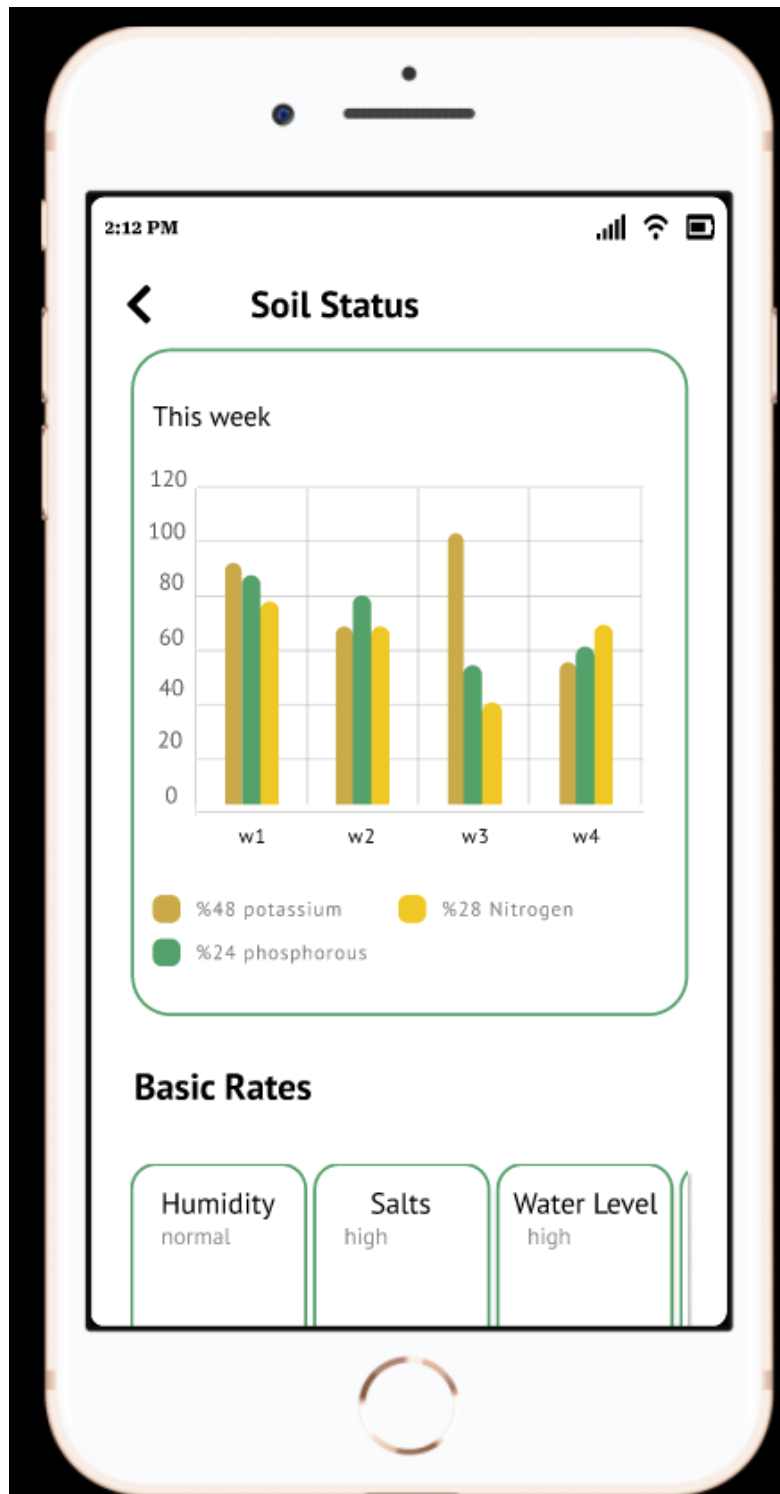 2:12 PM
Soil Status
This week
120
100
80
60
40
20
0
w1 w2 w3 w4
%48 potassium %28 Nitrogen
%24 phosphorous
Basic Rates
Humidity Salts Water Level
normal high high